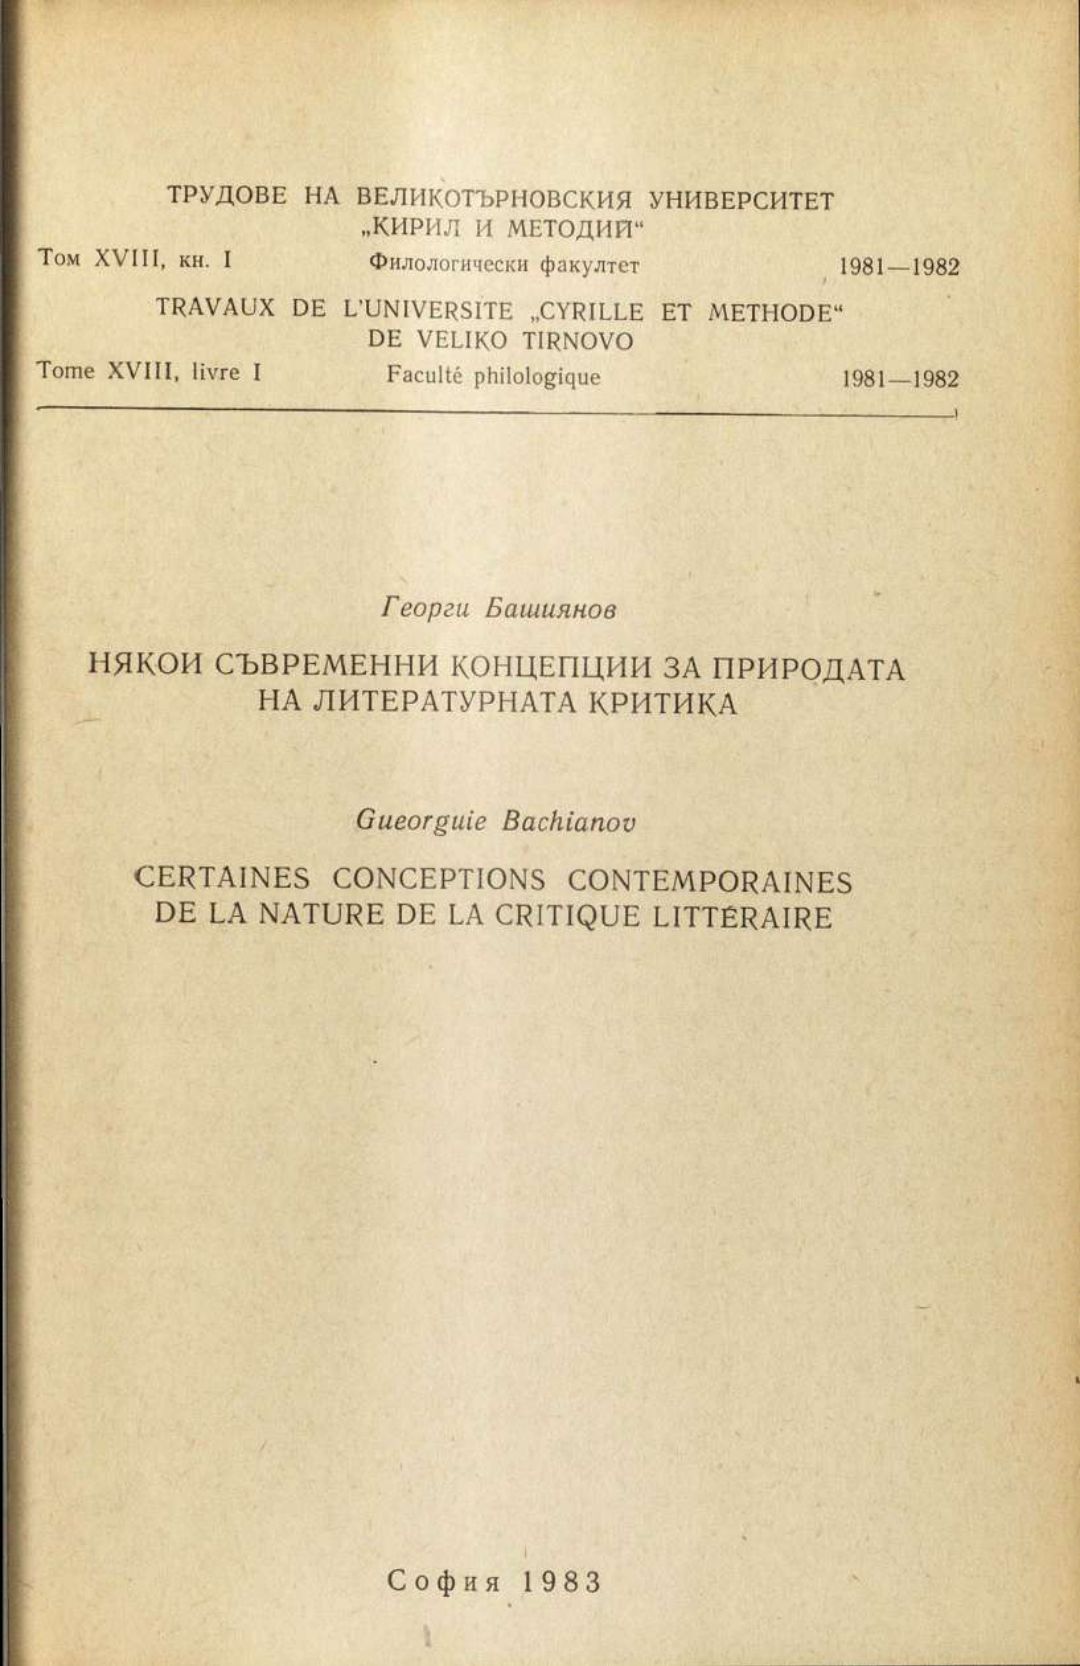 ТРУДОВЕ НА ВЕЛИКОТЪРНОВСКИЯ УНИВЕРСИТЕТ
„КИРИЛ И МЕТОДИЙ“
Том XVIII, кн. I Филологически факултет 1981—1982
TRAVAUX DE L'UNIVERSITE „CYRILLE ET METHODE“
DE VELIKO TIRNOVO
Tome XVIII, livre I Faculté philologique 1981—1982
Георги Башиянов
НЯКОИ СЪВРЕМЕННИ КОНЦЕПЦИИ ЗА ПРИРОДАТА
НА ЛИТЕРАТУРНАТА КРИТИКА
Gueorguie Bachianov
CERTAINES CONCEPTIONS CONTEMPORAINES
DE LA NATURE DE LA CRITIQUE LITTÉRAIRE
София 1983